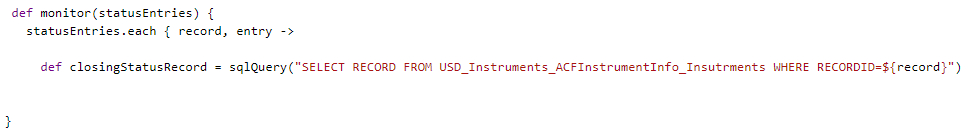 def monitor(statusEntries) {
statusEntries.each { record, entry ->
def closingStatusRecord = sqlQuery("SELECT RECORD FROM USD_Instruments_ACFInstrumentInfo_Insutrments WHERE RECORDID=${record}")
}